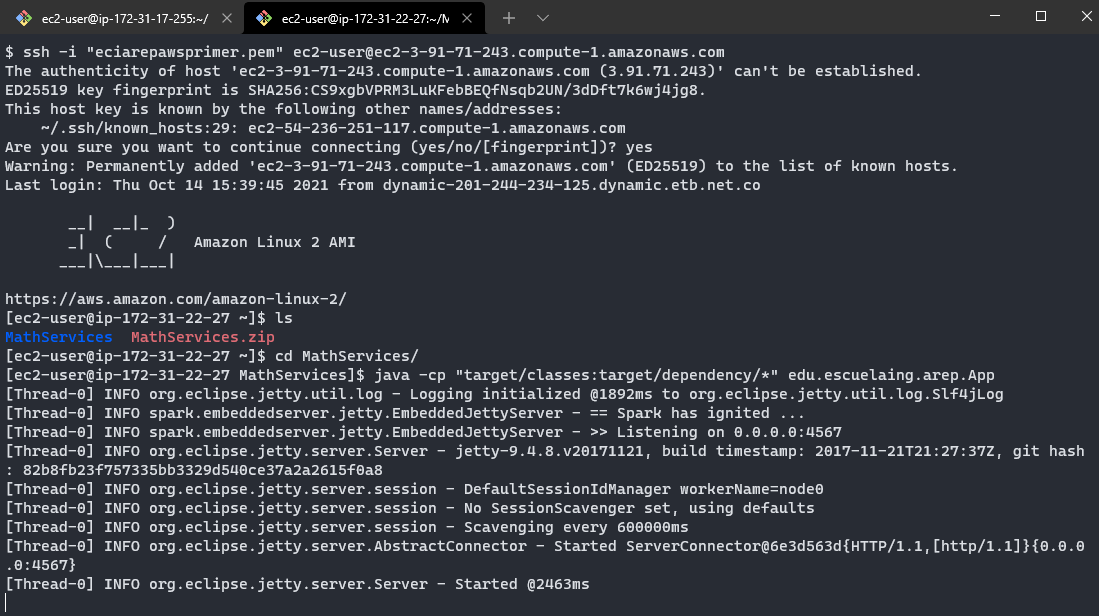 ec2-user@ip-172-31-17-255:~/
ec2-user@ip-172-31-22-27:~/M
$ ssh -i "eciarepawsprimer.pem" ec2-user@ec2-3-91-71-243.compute-1.amazonaws.com
The authenticity of host 'ec2-3-91-71-243.compute-1.amazonaws.com (3.91.71.243)' can't be established.
ED25519 key fingerprint is SHA256:CS9xgbVPRM3LuKFebBEQfNsqb2UN/3dDft7k6wj4jg8.
This host key is known by the following other names/addresses:
    ~/.ssh/known_hosts:29: ec2-54-236-251-117.compute-1.amazonaws.com
Are you sure you want to continue connecting (yes/no/[fingerprint])? yes
Warning: Permanently added 'ec2-3-91-71-243.compute-1.amazonaws.com' (ED25519) to the list of known hosts.
Last login: Thu Oct 14 15:39:45 2021 from dynamic-201-244-234-125.dynamic.etb.net.co
       __|  __|_  )
       _|  (     /   Amazon Linux 2 AMI
      ___|\___|___|
https://aws.amazon.com/amazon-linux-2/
[ec2-user@ip-172-31-22-27 ~]$ ls
MathServices  MathServices.zip
[ec2-user@ip-172-31-22-27 ~]$ cd MathServices/
[ec2-user@ip-172-31-22-27 MathServices]$ java -cp "target/classes:target/dependency/*" edu.escuelaing.arep.App
[Thread-0] INFO org.eclipse.jetty.util.log - Logging initialized @1892ms to org.eclipse.jetty.util.log.Slf4jLog
[Thread-0] INFO spark.embeddedserver.jetty.EmbeddedJettyServer - == Spark has ignited ...
[Thread-0] INFO spark.embeddedserver.jetty.EmbeddedJettyServer - >> Listening on 0.0.0.0:4567
[Thread-0] INFO org.eclipse.jetty.server.Server - jetty-9.4.8.v20171121, build timestamp: 2017-11-21T21:27:37Z, git hash
: 82b8fb23f757335bb3329d540ce37a2a2615f0a8
[Thread-0] INFO org.eclipse.jetty.server.session - DefaultSessionIdManager workerName=node0
[Thread-0] INFO org.eclipse.jetty.server.session - No SessionScavenger set, using defaults
[Thread-0] INFO org.eclipse.jetty.server.session - Scavenging every 600000ms
[Thread-0] INFO org.eclipse.jetty.server.AbstractConnector - Started ServerConnector@6e3d563d{HTTP/1.1,[http/1.1]}{0.0.0
.0:4567}
[Thread-0] INFO org.eclipse.jetty.server.Server - Started @2463ms